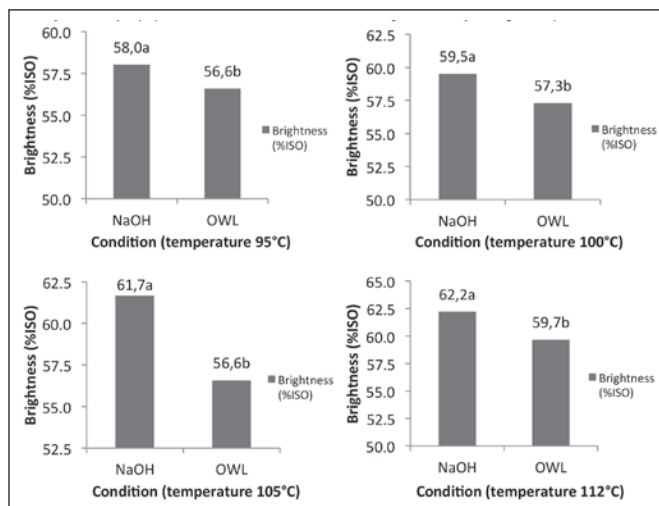 60.0
57.5
55.0
52.5
50.0
Brightness (%ISO)
58,0a
56,6b
NaOH
OWL
Condition (temperature 95°C)
Brightness
(%ISO)
62.5
60.0
57.5
55.0
52.5
50.0
Brightness (%ISO)
59,5a
57,3b
NaOH
OWL
Condition (temperature 100°C)
Brightness
(%ISO)
62.5
60.0
57.5
55.0
52.5
Brightness (%ISO)
61,7a
56,6b
NaOH
OWL
Condition (temperature 105°C)
Brightness
(%ISO)
65.0
62.5
60.0
57.5
55.0
52.5
50.0
Brightness (%ISO)
62,2a
59,7b
NaOH
OWL
Condition (temperature 112°C)
Brightness
(%ISO)